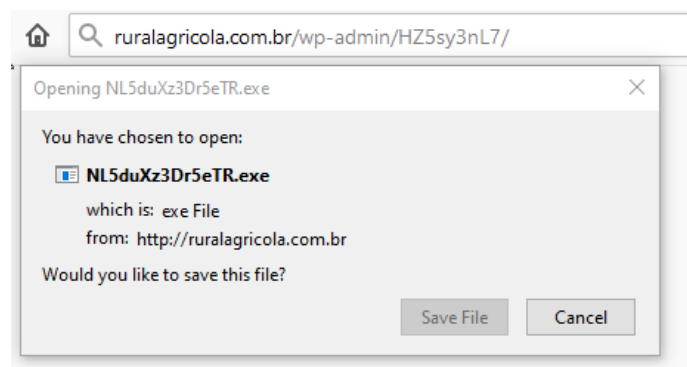 ruralagricola.com.br/wp-admin/HZ5sy3nL7/
Opening NL5duXz3Dr5eTR.exe
You have chosen to open:
NL5duXz3Dr5eTR.exe
which is: exe File
from: http://ruralagricola.com.br
Would you like to save this file?
Save File Cancel